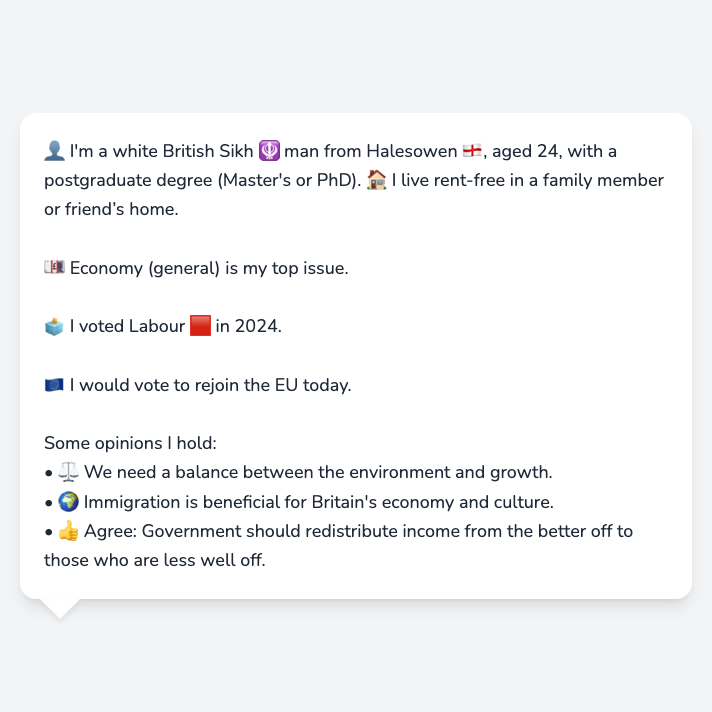 👤 I'm a white British Sikh 🪯 man from Halesowen 🏴󠁧󠁢󠁥󠁮󠁧󠁿, aged 24, with a
postgraduate degree (Master's or PhD). 🏠 I live rent-free in a family member
or friend’s home.
💷 Economy (general) is my top issue.
🗳️ I voted Labour 🟥 in 2024.
🇪🇺 I would vote to rejoin the EU today.
Some opinions I hold:
• ⚖️ We need a balance between the environment and growth.
• 🌍 Immigration is beneficial for Britain's economy and culture.
• 👍 Agree: Government should redistribute income from the better off to
those who are less well off.